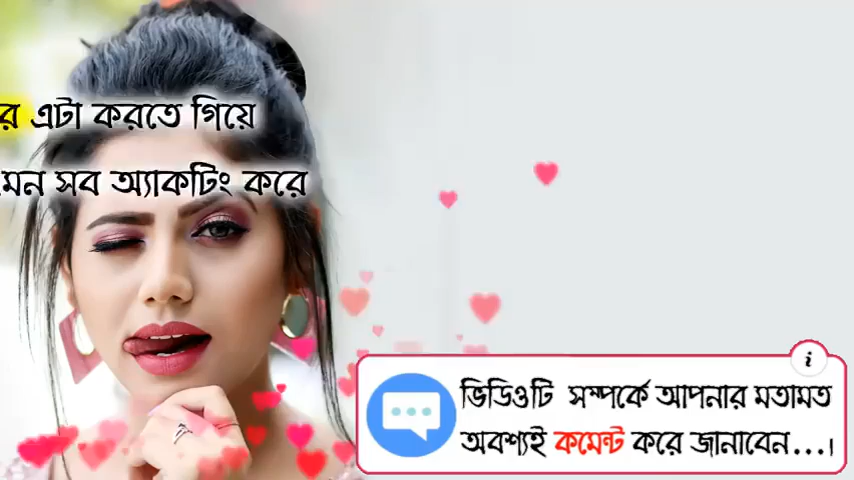 র এটা করতে গিয়ে
মন সব অ্যাকটিং করে
i
ভিডিওটি সম্পর্কে আপনার মতামত
অবশ্যই কমেন্ট করে জানাবেন...।